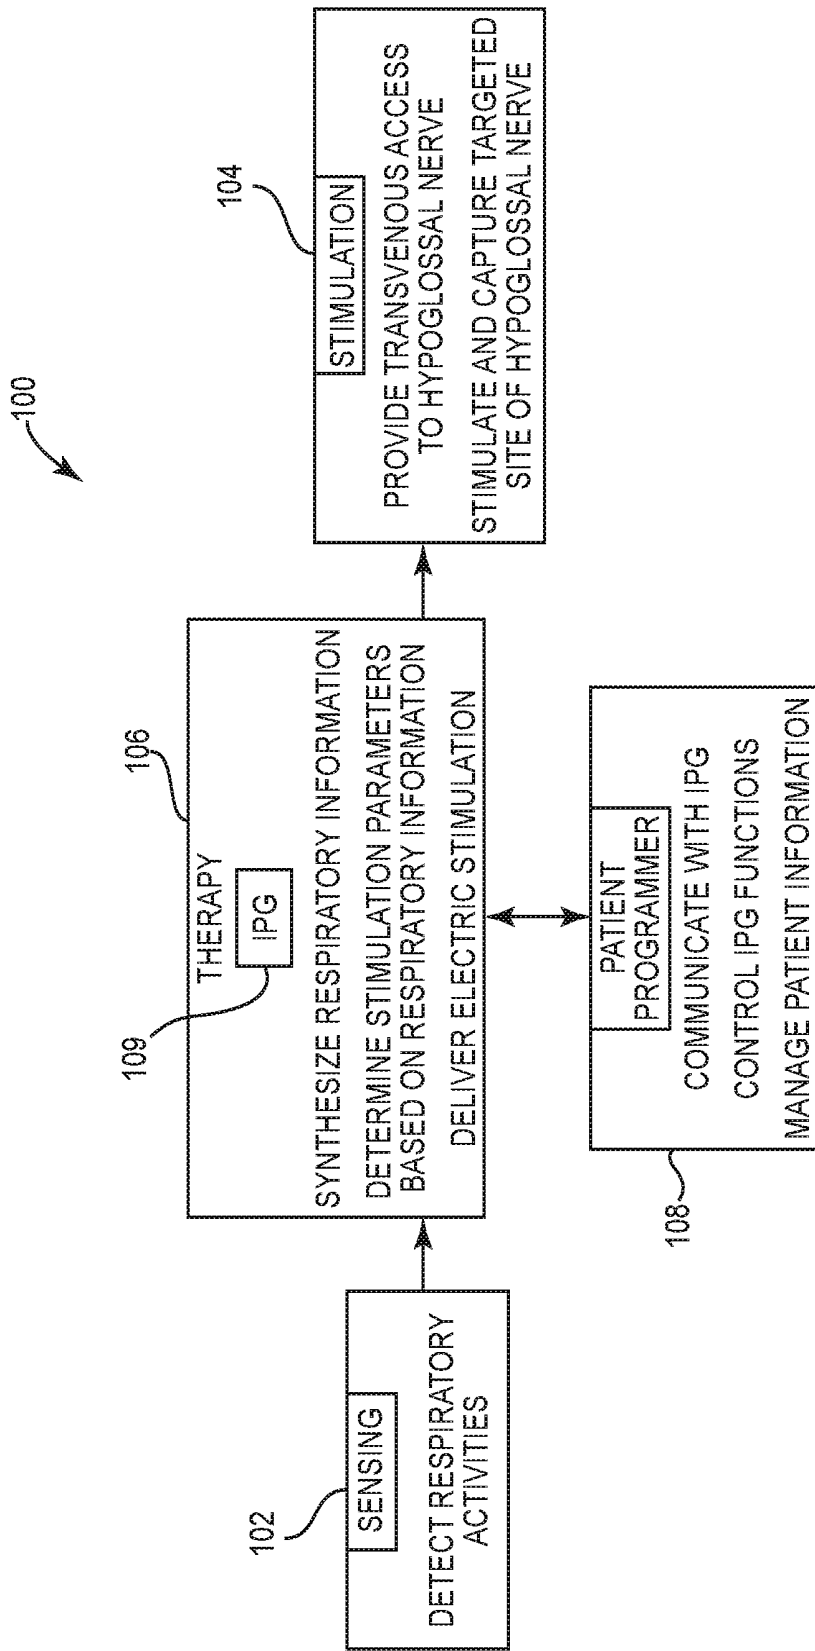 100
102
SENSING
DETECT RESPIRATORY
ACTIVITIES
106
THERAPY
109
IPG
SYNTHESIZE RESPIRATORY INFORMATION
DETERMINE STIMULATION PARAMETERS
BASED ON RESPIRATORY INFORMATION
DELIVER ELECTRIC STIMULATION
104
STIMULATION
PROVIDE TRANSVENOUS ACCESS
TO HYPOGLOSSAL NERVE
STIMULATE AND CAPTURE TARGETED
SITE OF HYPOGLOSSAL NERVE
108
PATIENT
PROGRAMMER
COMMUNICATE WITH IPG
CONTROL IPG FUNCTIONS
MANAGE PATIENT INFORMATION